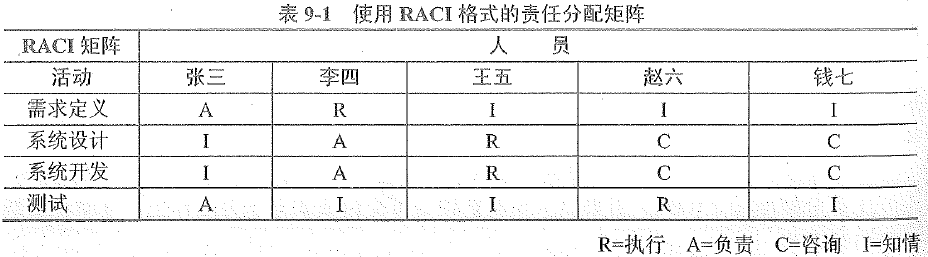 表 9-1 使用 RACI 格式的责任分配矩阵
RACI 矩阵 人 员
活动 张三 李四 王五 赵六 钱七
需求定义 A R I I I
系统设计 I A R C C
系统开发 I A R C C
测试 A I I R I
R=执行 A=负责 C=咨询 I=知情